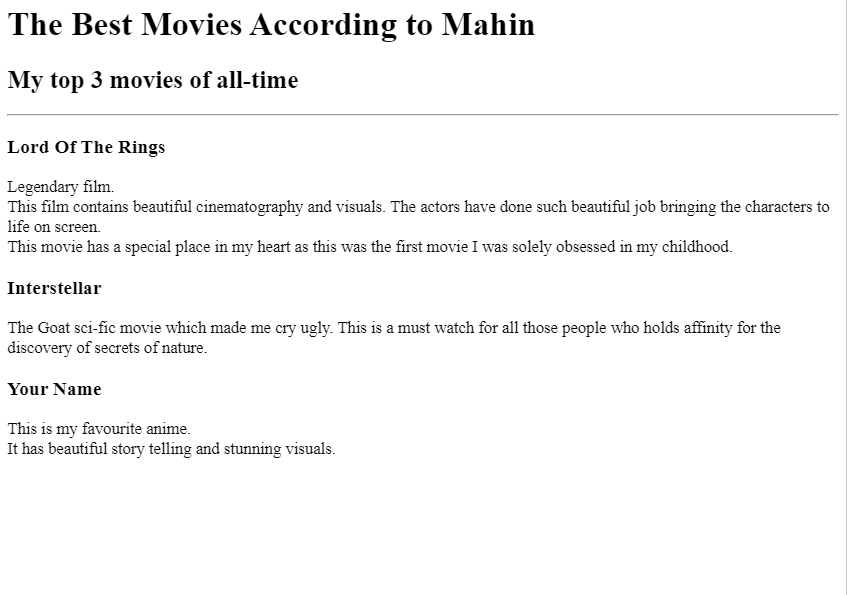 The Best Movies According to Mahin
My top 3 movies of all-time
Lord Of The Rings
Legendary film.
This film contains beautiful cinematography and visuals. The actors have done such beautiful job bringing the characters to
life on screen.
This movie has a special place in my heart as this was the first movie I was solely obsessed in my childhood.
Interstellar
The Goat sci-fic movie which made me cry ugly. This is a must watch for all those people who holds affinity for the
discovery of secrets of nature.
Your Name
This is my favourite anime.
It has beautiful story telling and stunning visuals.